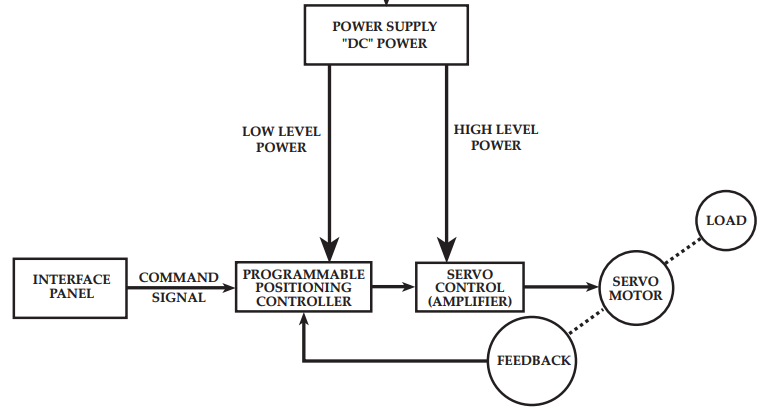 POWER SUPPLY
"DC" POWER
LOW LEVEL
POWER
HIGH LEVEL
POWER
LOAD
INTERFACE
PANEL
COMMAND
SIGNAL
PROGRAMMABLE
POSITIONING
CONTROLLER
SERVO
CONTROL
(AMPLIFIER)
SERVO
MOTOR
FEEDBACK